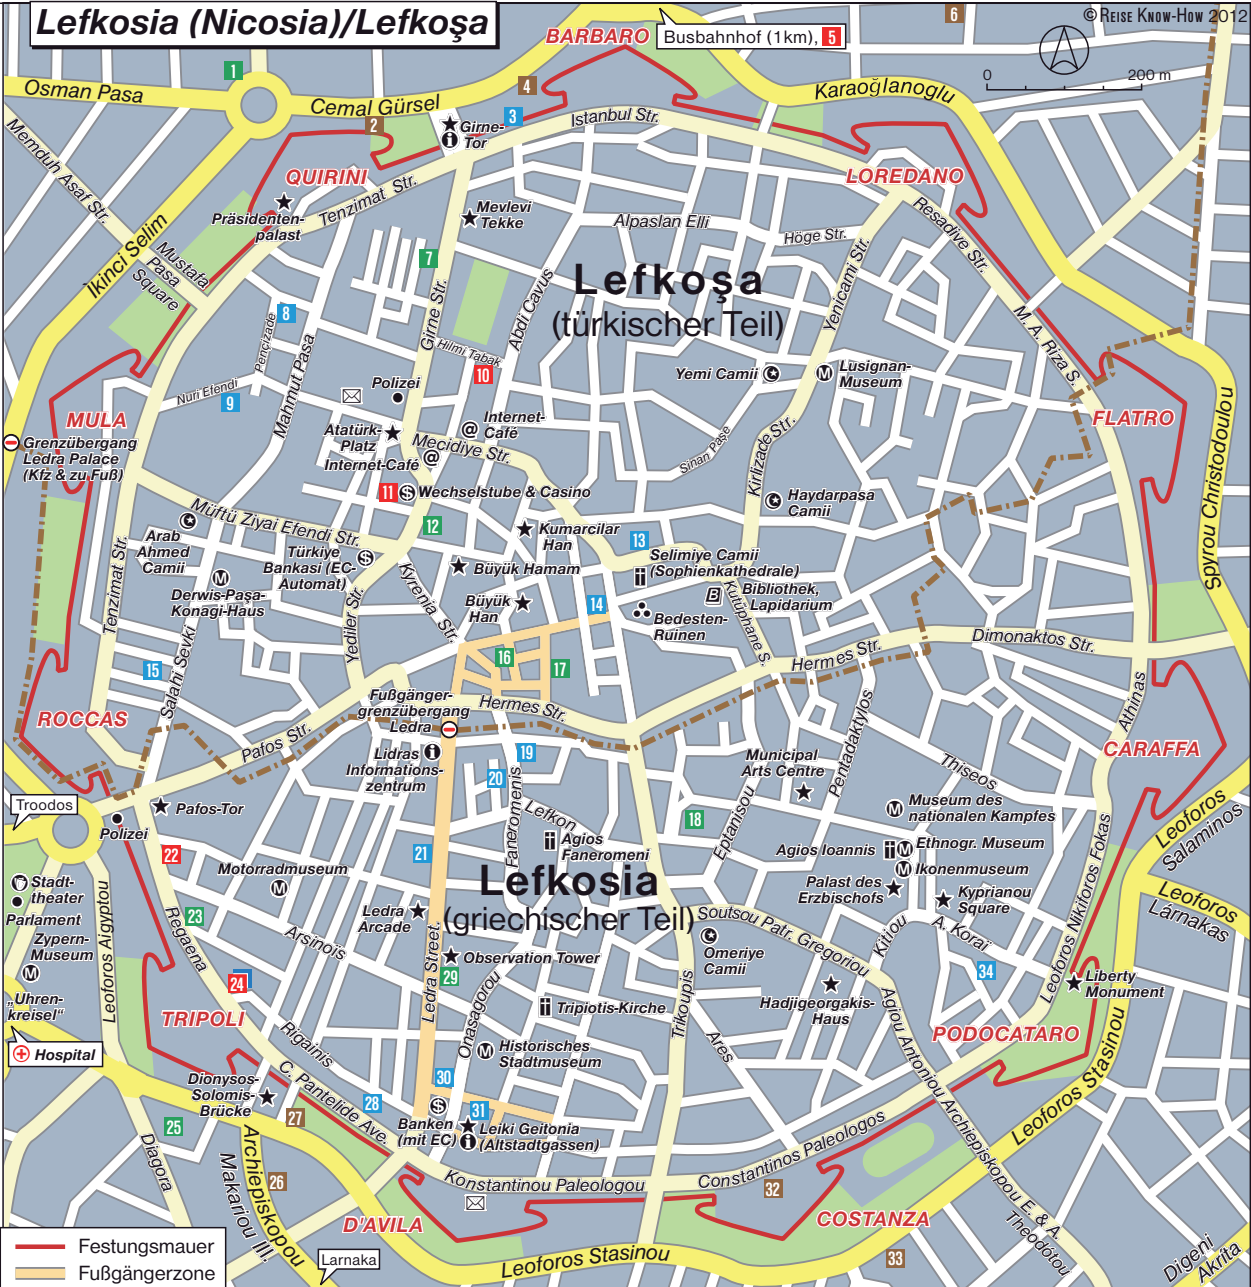 Lefkosia (Nicosia)/Lefkoşa
© REISE KNOW-HOW 2012
BARBARO
Busbahnhof (1km), 5
6
0 200 m
1
Osman Pasa
Cemal Gürsel
4
Karaoğlanoglu
2
3
Girne-
Tor
Istanbul Str.
Memduh Asaf Str.
QUIRINI
LOREDANO
Tenzimat Str.
Präsidenten-
palast
Mevlevi
Tekke
Alpaslan Elli
Höge Str.
Resadive Str.
Ikinci Selim
Mustafa
Pasa
Square
7
Lefkoşa
(türkischer Teil)
Yenicami Str.
Girne Str.
Abdi Cavus
8
Pençizade
Mahmut Pasa
Hilmi Tabak
10
M. A. Riza S.
Yemi Camii
Lusignan-
Museum
Nuri Efendi
9
Polizei
MULA
FLATRO
Spyrou Christodoulou
Grenzübergang
Ledra Palace
(Kfz & zu Fuß)
Atatürk-
Platz
Internet-
Café
Mecidiye Str.
Internet-Café
Sinan Paşe
Kirlizade Str.
11
Wechselstube & Casino
Haydarpasa
Camii
Müftü Ziyai Efendi Str.
12
Kumarcilar
Han
13
Arab
Ahmed
Camii
Türkiye
Bankasi (EC-
Automat)
Selimiye Camii
(Sophienkathedrale)
Büyük Hamam
Tenzimat Str.
Derwis-Paşa-
Konagi-Haus
Kyrenia Str.
Büyük
Han
14
Bibliothek,
Lapidarium
Bedesten-
Ruinen
Kütüphane S.
Yediler Str.
Salahi Sevki
15
16
17
Hermes Str.
Dimonaktos Str.
Fußgänger-
grenzübergang
Ledra
Hermes Str.
ROCCAS
Pafos Str.
Athinas
CARAFFA
Pentadaktylos
Lidras
Informations-
zentrum
19
20
Municipal
Arts Centre
Thiseos
Troodos
Pafos-Tor
Polizei
Faneromenis
Lefkon
18
Eptanisou
Museum des
nationalen Kampfes
Leoforos
Salaminos
Agios
Faneromeni
22
21
Agios Ioannis
Ethnogr. Museum
Ikonenmuseum
Motorradmuseum
Lefkosia
(griechischer Teil)
Palast des
Erzbischofs
Kyprianou
Square
Leoforos Nikiforos Fokas
Leoforos
Lárnakas
Stadt-
theater
Parlament
Zypern-
Museum
„Uhren-
kreisel“
Hospital
Leoforos Aigyptou
23
Regaena
Arsinoïs
Ledra
Arcade
Ledra Street
Soutsou Patr. Gregoriou
Kitiou
A. Koraï
Omeriye
Camii
34
Observation Tower
29
24
Liberty
Monument
Hadjigeorgakis-
Haus
Tripiotis-Kirche
Onasagorou
TRIPOLI
Rigainis
Trikoupis
Ares
PODOCATARO
Historisches
Stadtmuseum
Agiou Antoniou Archiepiskopou E. & A.
Theodótou
Dionysos-
Solomis-
Brücke
C. Pantelide Ave.
30
28
31
27
Banken
(mit EC)
Leiki Geitonia
(Altstadtgassen)
25
Diagora
Archiepiskopou
Makariou III.
26
Constantinos Paleologos
Leoforos Stasinou
Konstantinou Paleologou
32
D'AVILA
COSTANZA
Leoforos Stasinou
33
Digeni
Akrita
Larnaka
Festungsmauer
Fußgängerzone